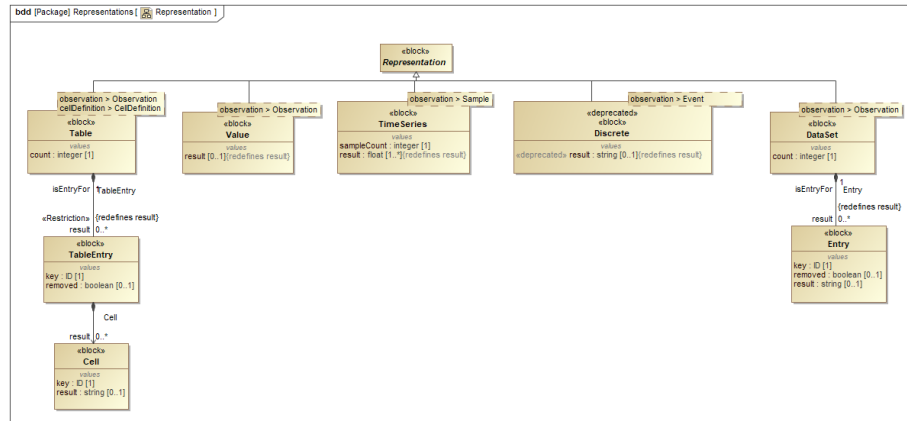 bdd [Package] Representations [ Representation ]
«block»
Representation
observation > Observation
cellDefinition > CellDefinition
«block»
Table
values
count : integer [1]
observation > Observation
«block»
Value
values
result [0..1]{redefines result}
observation > Sample
«block»
TimeSeries
values
sampleCount : integer [1]
result : float [1..*]{redefines result}
observation > Event
«deprecated»
«block»
Discrete
values
«deprecated» result : string [0..1]{redefines result}
observation > Observation
«block»
DataSet
values
count : integer [1]
isEntryFor 1
TableEntry
«Restriction» {redefines result}
result 0..*
«block»
TableEntry
values
key : ID [1]
removed : boolean [0..1]
Cell
result 0..*
«block»
Cell
values
key : ID [1]
result : string [0..1]
1
isEntryFor Entry
{redefines result}
result 0..*
«block»
Entry
values
key : ID [1]
removed : boolean [0..1]
result : string [0..1]